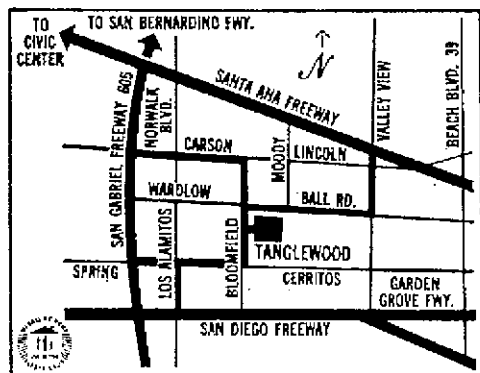 TO
CIVIC
CENTER
TO SAN BERNARDINO FWY.
N
SAN GABRIEL FREEWAY 605
NORWALK
BLVD.
SANTA ANA FREEWAY
VALLEY VIEW
BEACH BLVD. 39
CARSON
MOODY
LINCOLN
WARDLOW
BALL RD.
LOS ALAMITOS
BLOOMFIELD
TANGLEWOOD
SPRING
CERRITOS
GARDEN
GROVE FWY.
SAN DIEGO FREEWAY